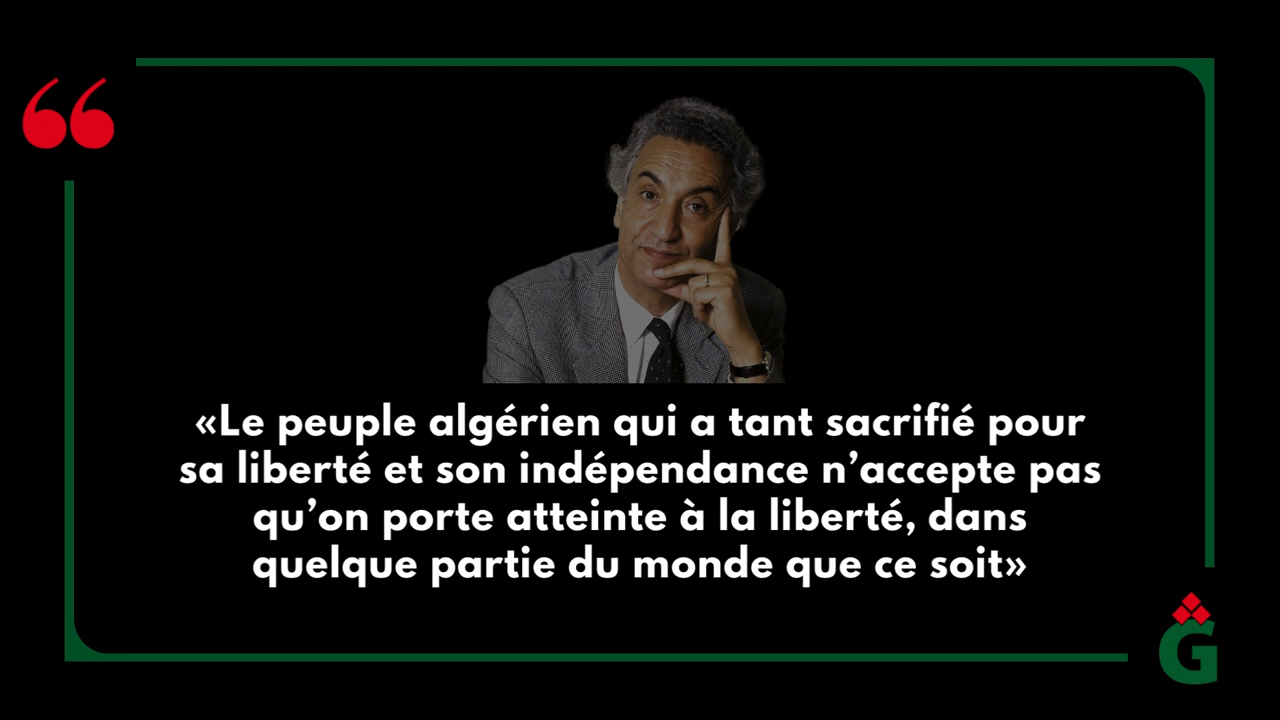 «Le peuple algérien qui a tant sacrifié pour
sa liberté et son indépendance n’accepte pas
qu’on porte atteinte à la liberté, dans
quelque partie du monde que ce soit»
G